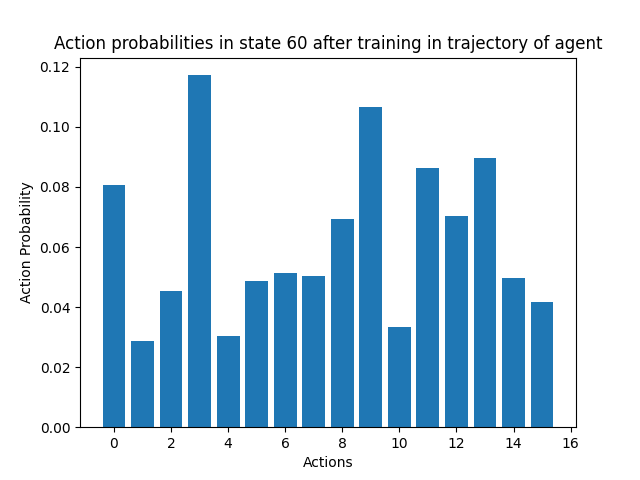 Action probabilities in state 60 after training in trajectory of agent
0.12
0.10
0.08
0.06
0.04
0.02
0.00
Action Probability
0 2 4 6 8 10 12 14 16
Actions